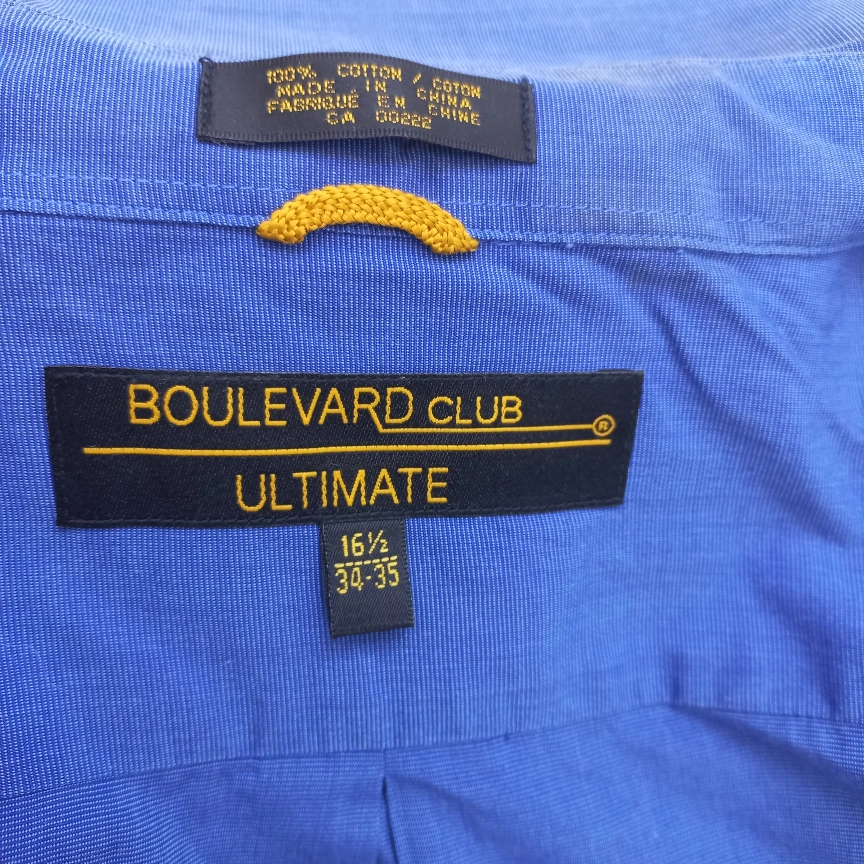 100% COTTON / COTON
MADE IN CHINA
FABRIQUÉ EN CHINE
CA 00222
BOULEVARD CLUB ®
ULTIMATE
16½
34-35